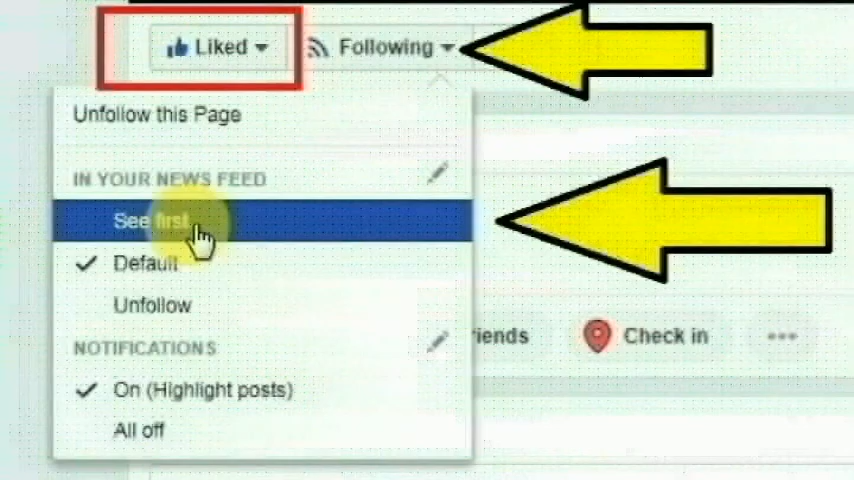 Liked
Following
Unfollow this Page
IN YOUR NEWS FEED
See first
Default
Unfollow
riends
Check in
NOTIFICATIONS
On (Highlight posts)
All off